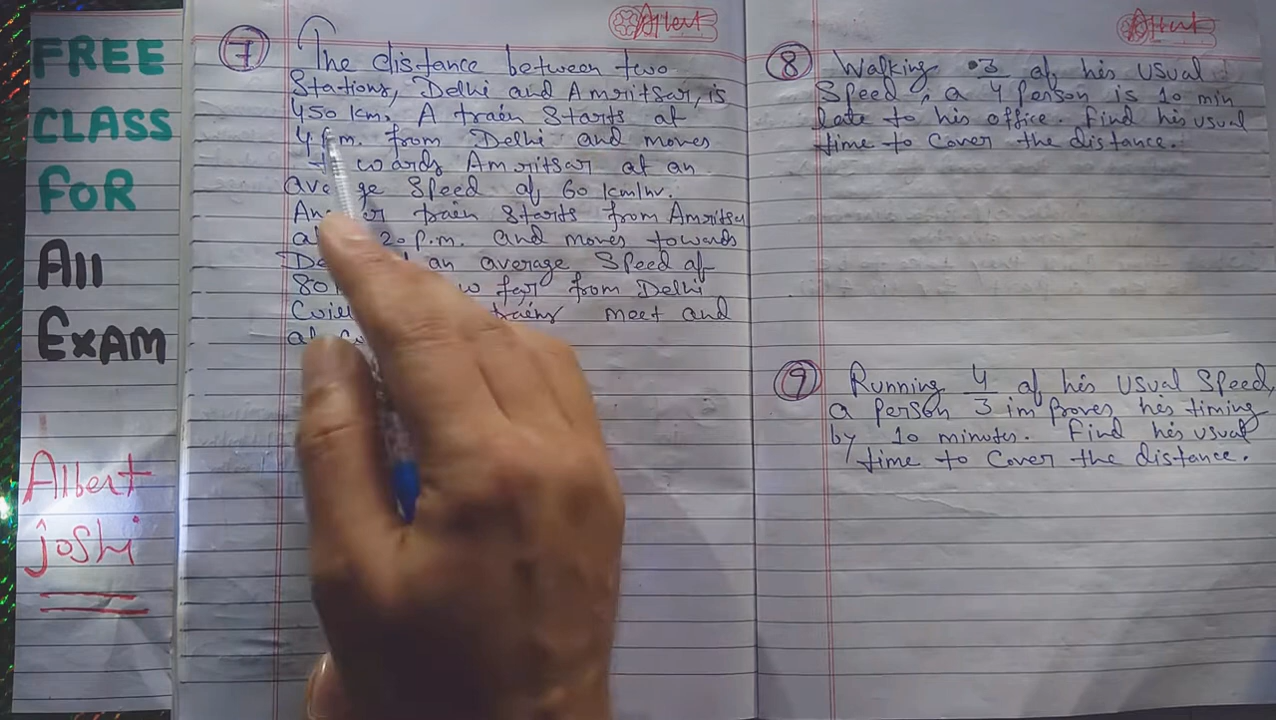 FREE
CLASS
FOR
All
Exam
Albert
joshi
Albert
7
The distance between two
Stations, Delhi and Amritsar, is
450 km. A train starts at
4 from Delhi and moves
Amritsar at an
Speed of 60 km/hr.
train starts from Amritsar
20 p.m. and moves towards
an average Speed of
80 far from Delhi
trains meet and
Albert
8 Walking 3 of his usual
Speed, a 4 person is 10 min
late to his office. Find his usual
time to Cover the distance.
9 Running 4 of his usual Speed,
a person 3 improves his timing
by 10 minutes. Find his usual
time to Cover the distance.